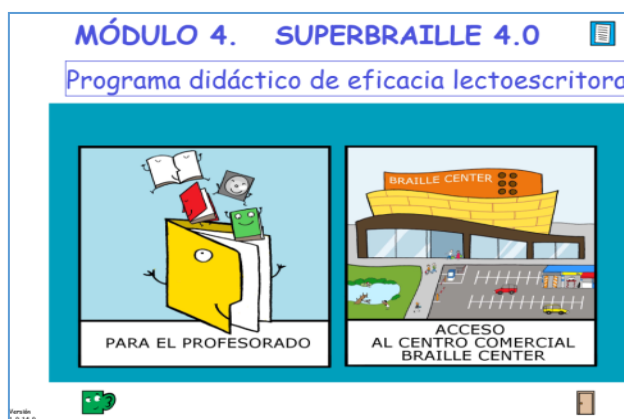 MÓDULO 4. SUPERBRAILLE 4.0
Programa didáctico de eficacia lectoescritora
BRAILLE CENTER
PARA EL PROFESORADO
ACCESO
AL CENTRO COMERCIAL
BRAILLE CENTER
Versión